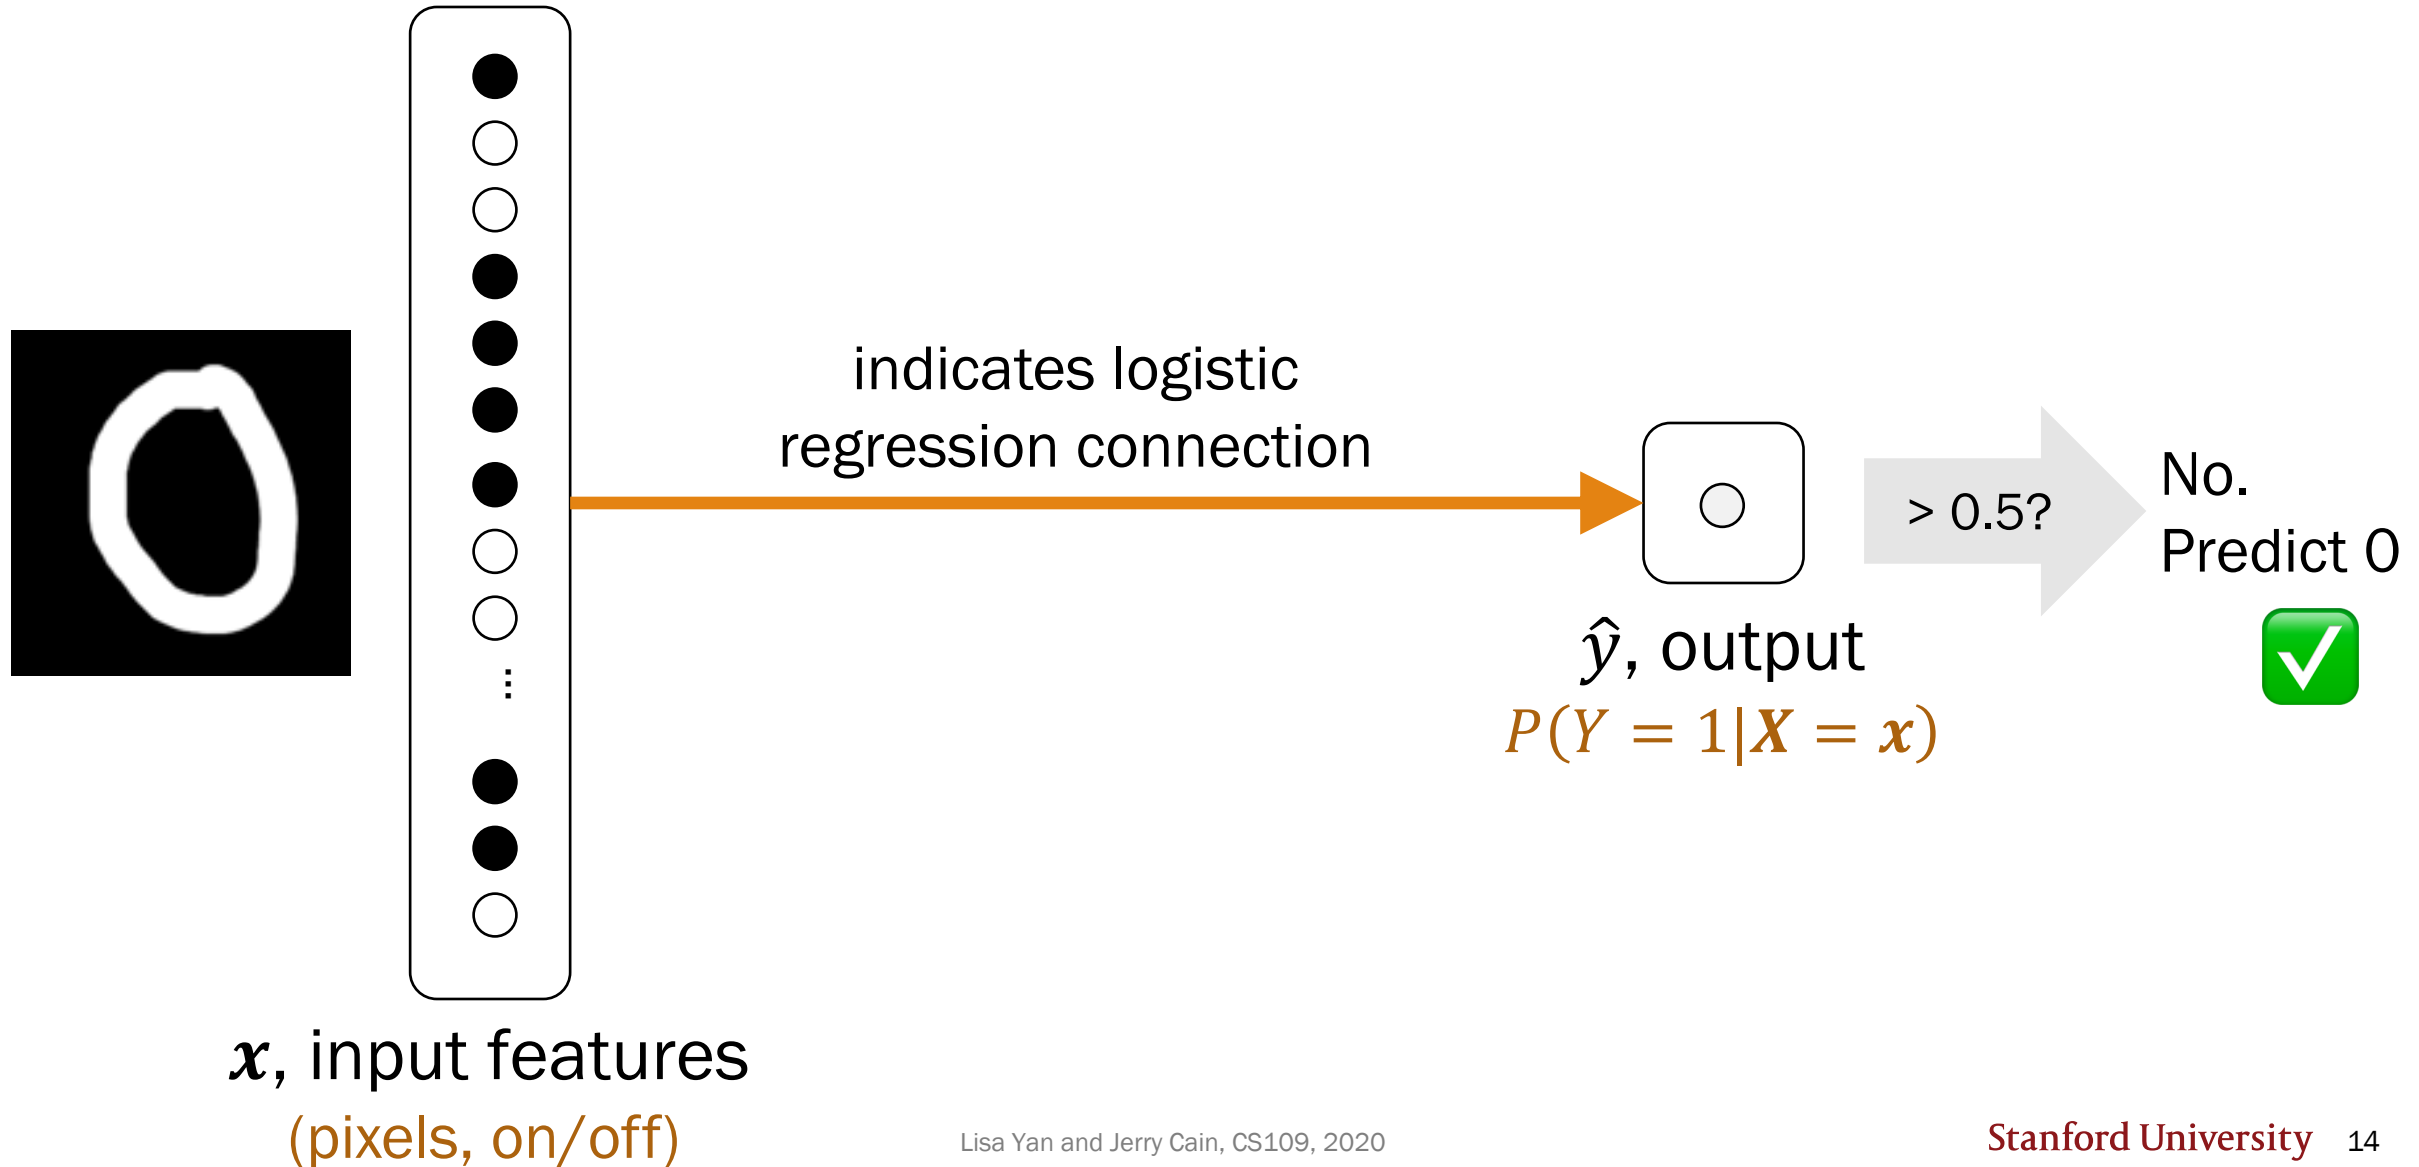 indicates logistic
regression connection
> 0.5?
No.
Predict 0
ŷ, output
P(Y = 1|X = x)
⋮
x, input features
(pixels, on/off)
Lisa Yan and Jerry Cain, CS109, 2020
Stanford University 14